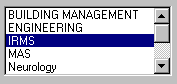 BUILDING MANAGEMENT
ENGINEERING
IRMS
MAS
Neurology